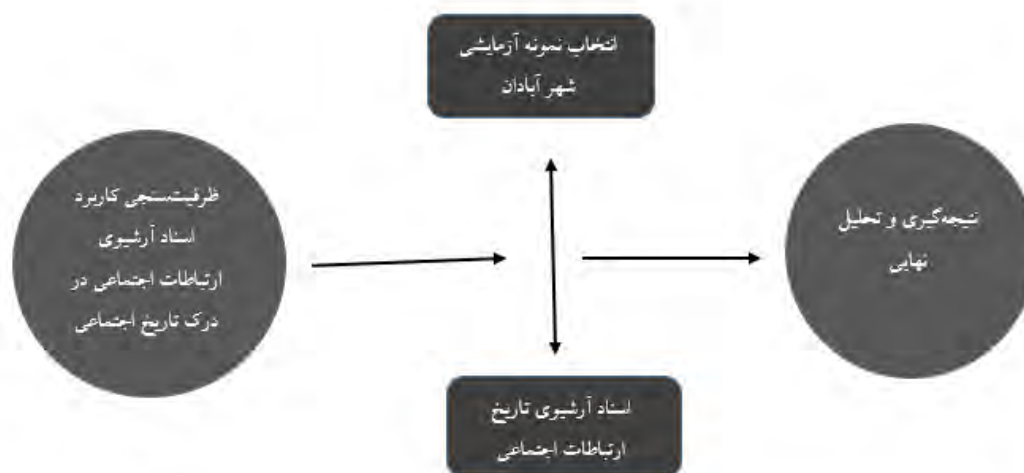 انتخاب نمونه آزمایشی
شهر آبادان
ظرفیت‌سنجی کاربرد
اسناد آرشیوی
ارتباطات اجتماعی در
درک تاریخ اجتماعی
نتیجه‌گیری و تحلیل
نهایی
اسناد آرشیوی تاریخ
ارتباطات اجتماعی